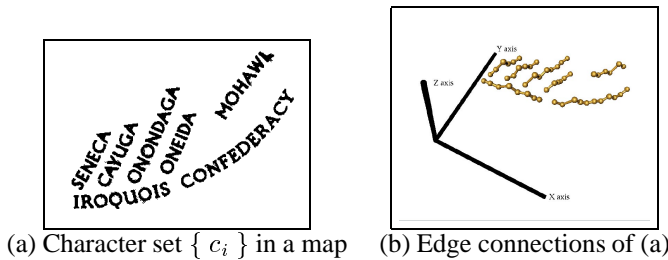 SENECA
CAYUGA
ONONDAGA
ONEIDA
MOHAWK
IROQUOIS CONFEDERACY
Y axis
Z axis
X axis
(a) Character set { c_i } in a map
(b) Edge connections of (a)